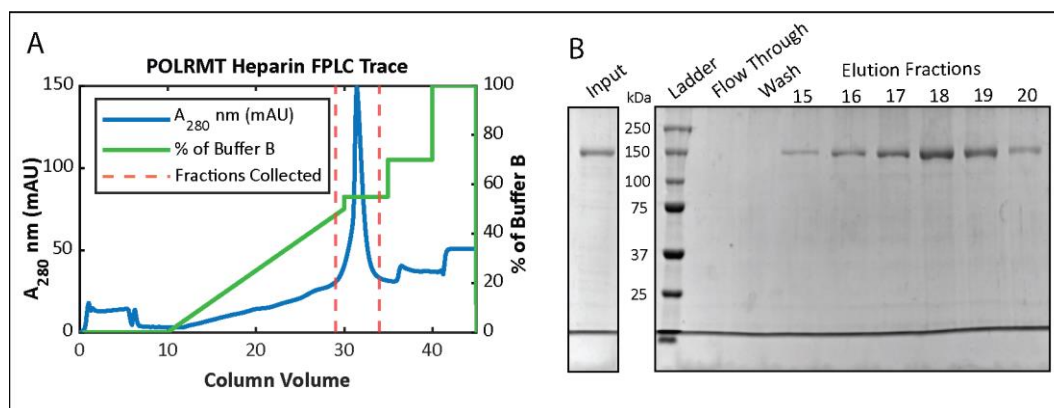 A
POLRMT Heparin FPLC Trace
150
100
50
0
A280 nm (mAU)
A280 nm (mAU)
% of Buffer B
Fractions Collected
100
80
60
40
20
0
% of Buffer B
0 10 20 30 40
Column Volume
B
Input
Ladder
Flow Through
Wash
Elution Fractions
kDa
15 16 17 18 19 20
250
150
100
75
37
25